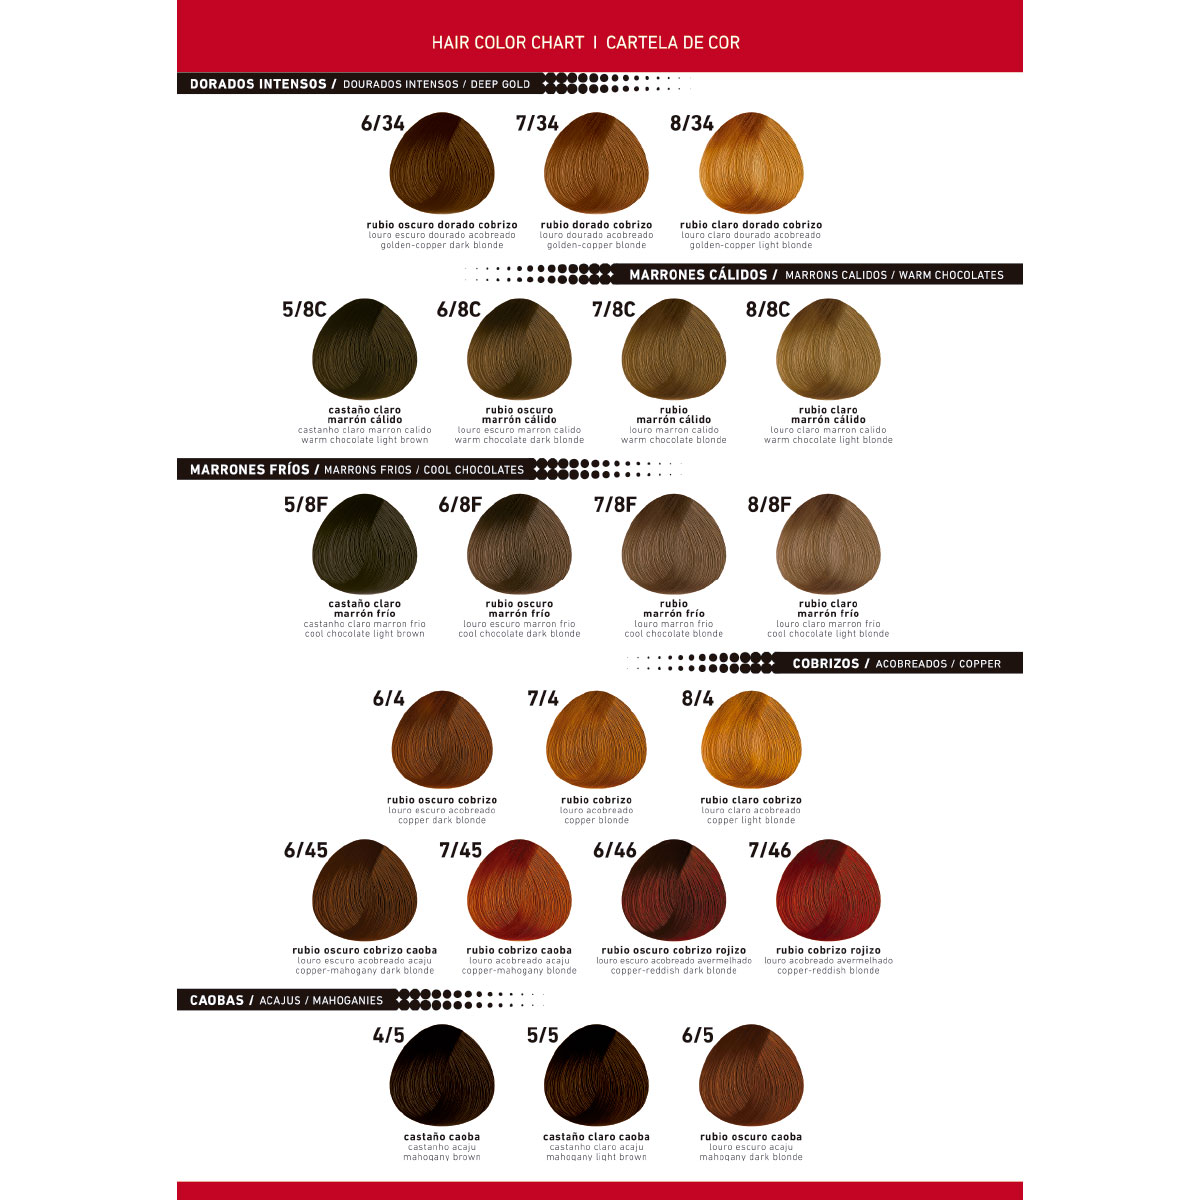 HAIR COLOR CHART | CARTELA DE COR
DORADOS INTENSOS / DOURADOS INTENSOS / DEEP GOLD
6/34
7/34
8/34
rubio oscuro dorado cobrizo
louro escuro dourado acobreado
golden-copper dark blonde
rubio dorado cobrizo
louro dourado acobreado
golden-copper blonde
rubio claro dorado cobrizo
louro claro dourado acobreado
golden-copper light blonde
MARRONES CÁLIDOS / MARRONS CALIDOS / WARM CHOCOLATES
5/8C
6/8C
7/8C
8/8C
castaño claro
marrón cálido
castanho claro marron calido
warm chocolate light brown
rubio oscuro
marrón cálido
louro escuro marron calido
warm chocolate dark blonde
rubio
marrón cálido
louro marron calido
warm chocolate blonde
rubio claro
marrón cálido
louro claro marron calido
warm chocolate light blonde
MARRONES FRÍOS / MARRONS FRIOS / COOL CHOCOLATES
5/8F
6/8F
7/8F
8/8F
castaño claro
marrón frío
castanho claro marron frio
cool chocolate light brown
rubio oscuro
marrón frío
louro escuro marron frio
cool chocolate dark blonde
rubio
marrón frío
louro marron frio
cool chocolate blonde
rubio claro
marrón frío
louro claro marron frio
cool chocolate light blonde
COBRIZOS / ACOBREADOS / COPPER
6/4
7/4
8/4
rubio oscuro cobrizo
louro escuro acobreado
copper dark blonde
rubio cobrizo
louro acobreado
copper blonde
rubio claro cobrizo
louro claro acobreado
copper light blonde
6/45
7/45
6/46
7/46
rubio oscuro cobrizo caoba
louro escuro acobreado acaju
copper-mahogany dark blonde
rubio cobrizo caoba
louro acobreado acaju
copper-mahogany blonde
rubio oscuro cobrizo rojizo
louro escuro acobreado avermelhado
copper-reddish dark blonde
rubio cobrizo rojizo
louro acobreado avermelhado
copper-reddish blonde
CAOBAS / ACAJUS / MAHOGANIES
4/5
5/5
6/5
castaño caoba
castanho acaju
mahogany brown
castaño claro caoba
castanho claro acaju
mahogany light brown
rubio oscuro caoba
louro escuro acaju
mahogany dark blonde